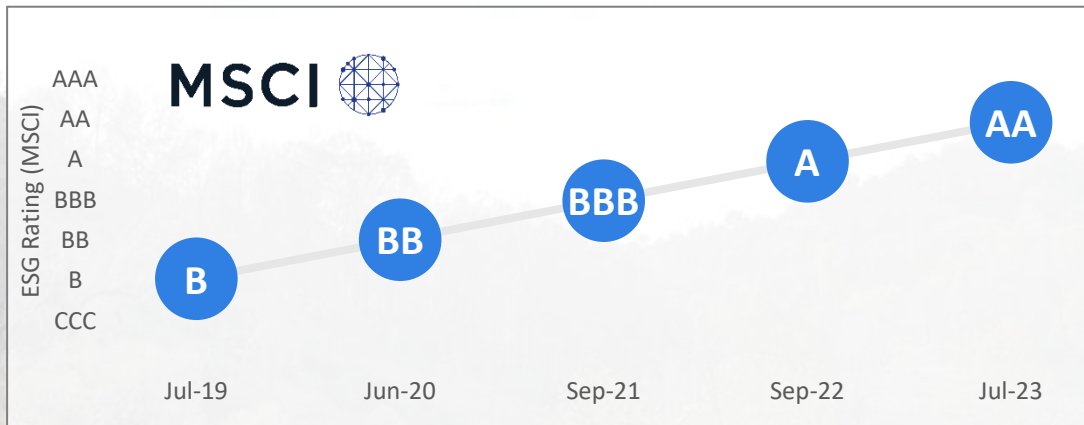 MSCI
ESG Rating (MSCI)
AAA
AA
A
BBB
BB
B
CCC
B
BB
BBB
A
AA
Jul-19
Jun-20
Sep-21
Sep-22
Jul-23